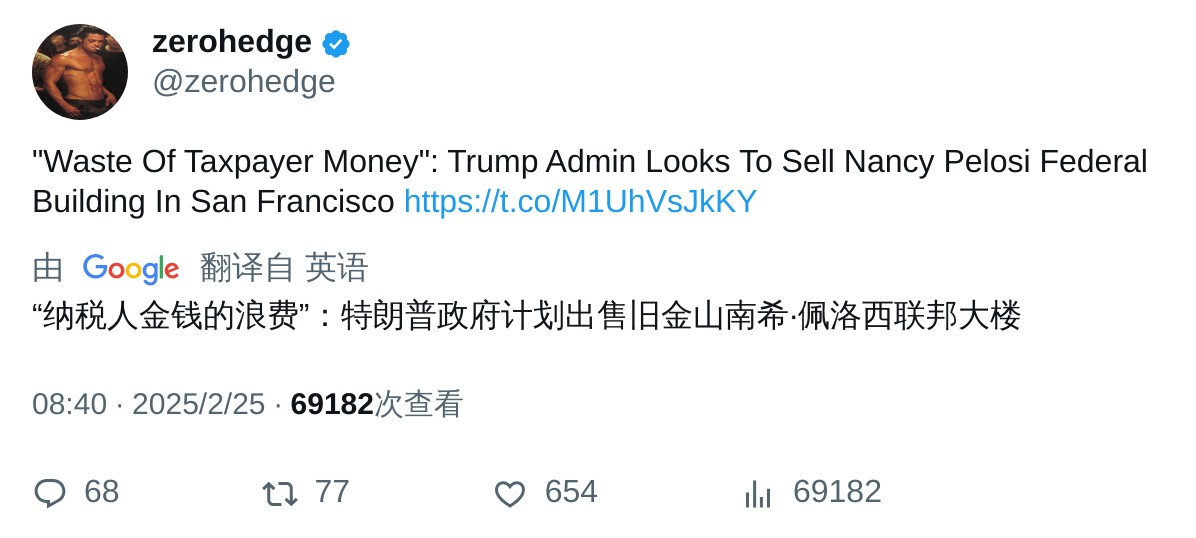 zerohedge
@zerohedge
"Waste Of Taxpayer Money": Trump Admin Looks To Sell Nancy Pelosi Federal
Building In San Francisco https://t.co/M1UhVsJkKY
由 Google 翻译自 英语
“纳税人金钱的浪费”：特朗普政府计划出售旧金山南希·佩洛西联邦大楼
08:40 · 2025/2/25 · 69182次查看
68 77 654 69182